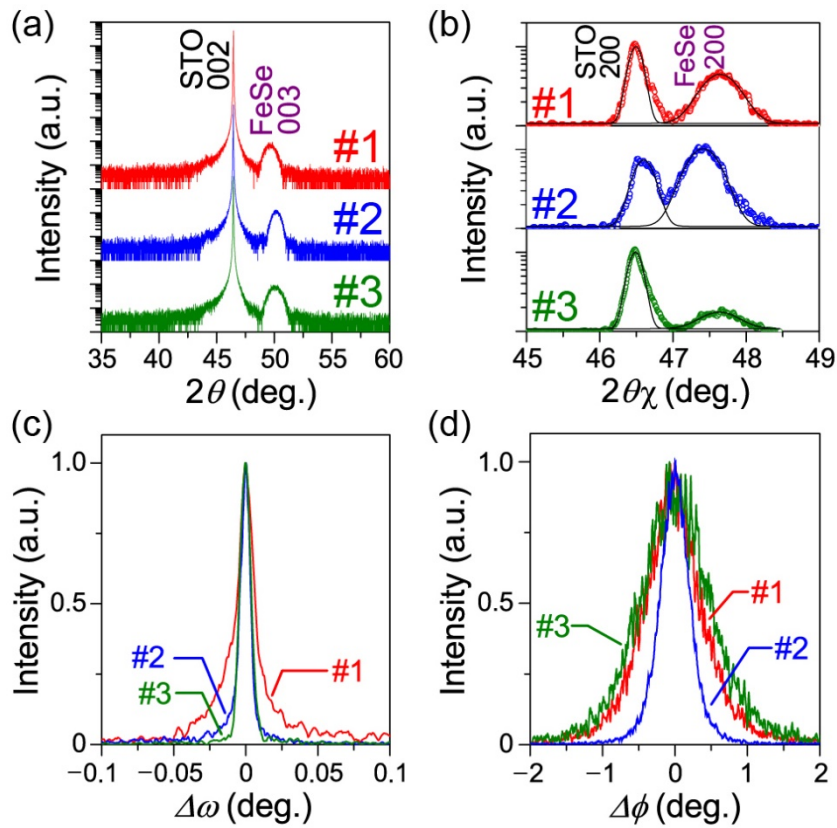 (a)
Intensity (a.u.)
STO
002
FeSe
003
#1
#2
#3
35 40 45 50 55 60
2θ (deg.)
(b)
Intensity (a.u.)
STO
200
FeSe
200
#1
#2
#3
45 46 47 48 49
2θχ (deg.)
(c)
Intensity (a.u.)
1.0
0.5
0
#2
#3
#1
−0.1 −0.05 0 0.05 0.1
Δω (deg.)
(d)
Intensity (a.u.)
1.0
0.5
0
#3
#1
#2
−2 −1 0 1 2
Δϕ (deg.)